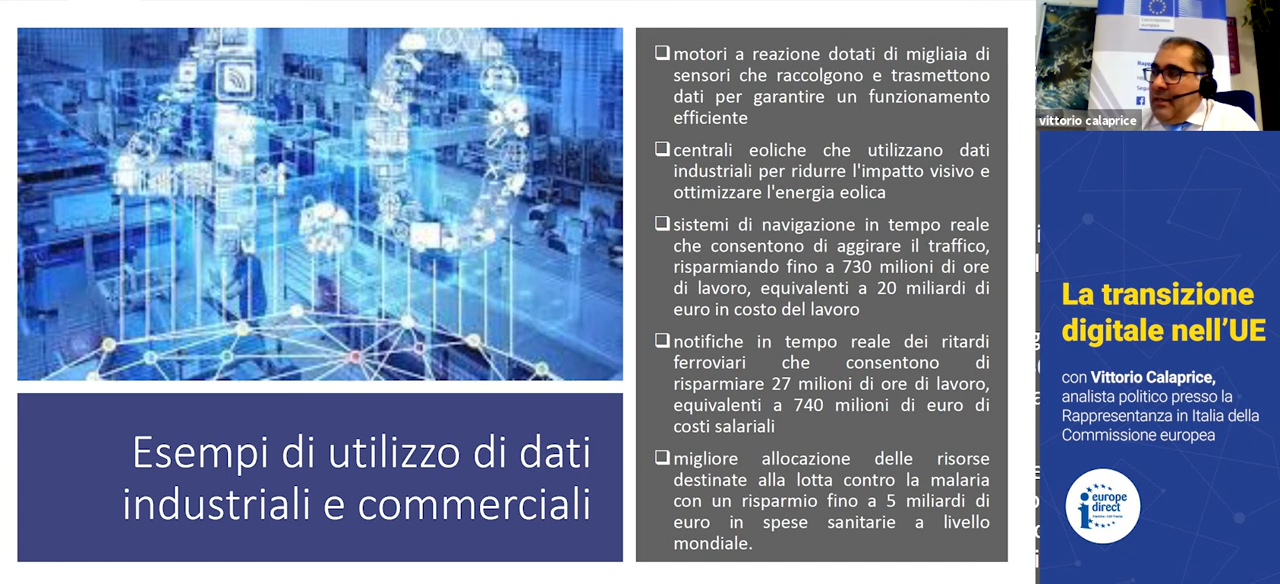 ❑ motori a reazione dotati di migliaia di
sensori che raccolgono e trasmettono
dati per garantire un funzionamento
efficiente
❑ centrali eoliche che utilizzano dati
industriali per ridurre l'impatto visivo e
ottimizzare l'energia eolica
❑ sistemi di navigazione in tempo reale
che consentono di aggirare il traffico,
risparmiando fino a 730 milioni di ore
di lavoro, equivalenti a 20 miliardi di
euro in costo del lavoro
❑ notifiche in tempo reale dei ritardi
ferroviari che consentono di
risparmiare 27 milioni di ore di lavoro,
equivalenti a 740 milioni di euro di
costi salariali
❑ migliore allocazione delle risorse
destinate alla lotta contro la malaria
con un risparmio fino a 5 miliardi di
euro in spese sanitarie a livello
mondiale.
4.0
Esempi di utilizzo di dati
industriali e commerciali
vittorio calaprice
La transizione
digitale nell'UE
con Vittorio Calaprice,
analista politico presso la
Rappresentanza in Italia della
Commissione europea
europe
direct